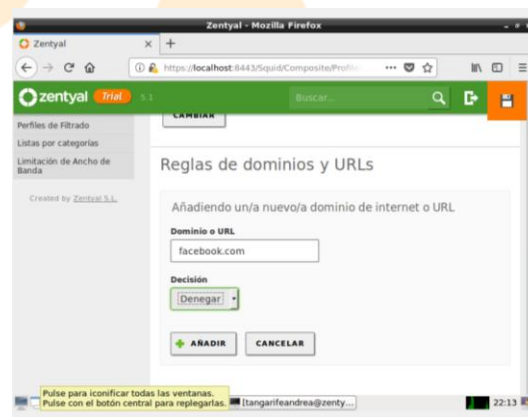 Zentyal - Mozilla Firefox
Zentyal
https://localhost:8443/Squid/Composite/Profile
zentyal Trial 5.1 Buscar...
Perfiles de Filtrado
Listas por categorías
Limitación de Ancho de
Banda
Created by Zentyal S.L.
CAMBIAR
Reglas de dominios y URLs
Añadiendo un/a nuevo/a dominio de internet o URL
Dominio o URL
facebook.com
Decisión
Denegar
AÑADIR CANCELAR
Pulse para iconificar todas las ventanas.
Pulse con el botón central para replegarlas.
[tangarifeandrea@zenty...
22:13